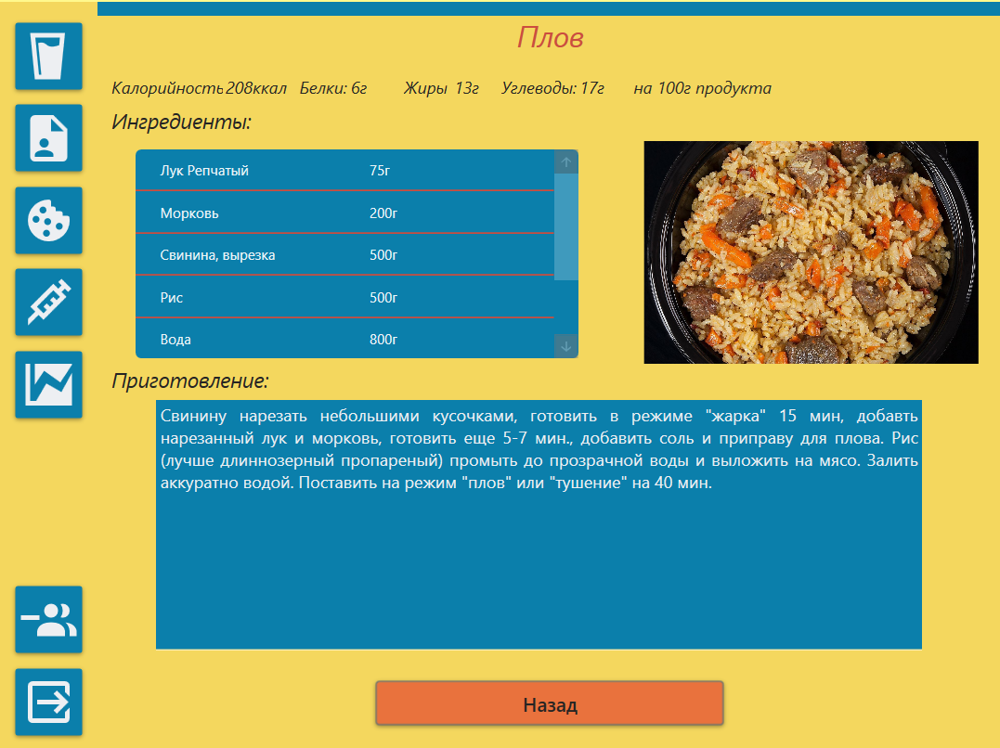 Плов
Калорийность 208ккал Белки: 6г Жиры 13г Углеводы: 17г на 100г продукта
Ингредиенты:
Лук Репчатый 75г
Морковь 200г
Свинина, вырезка 500г
Рис 500г
Вода 800г
Приготовление:
Свинину нарезать небольшими кусочками, готовить в режиме "жарка" 15 мин, добавть
нарезанный лук и морковь, готовить еще 5-7 мин., добавить соль и приправу для плова. Рис
(лучше длиннозерный пропареный) промыть до прозрачной воды и выложить на мясо. Залить
аккуратно водой. Поставить на режим "плов" или "тушение" на 40 мин.
Назад